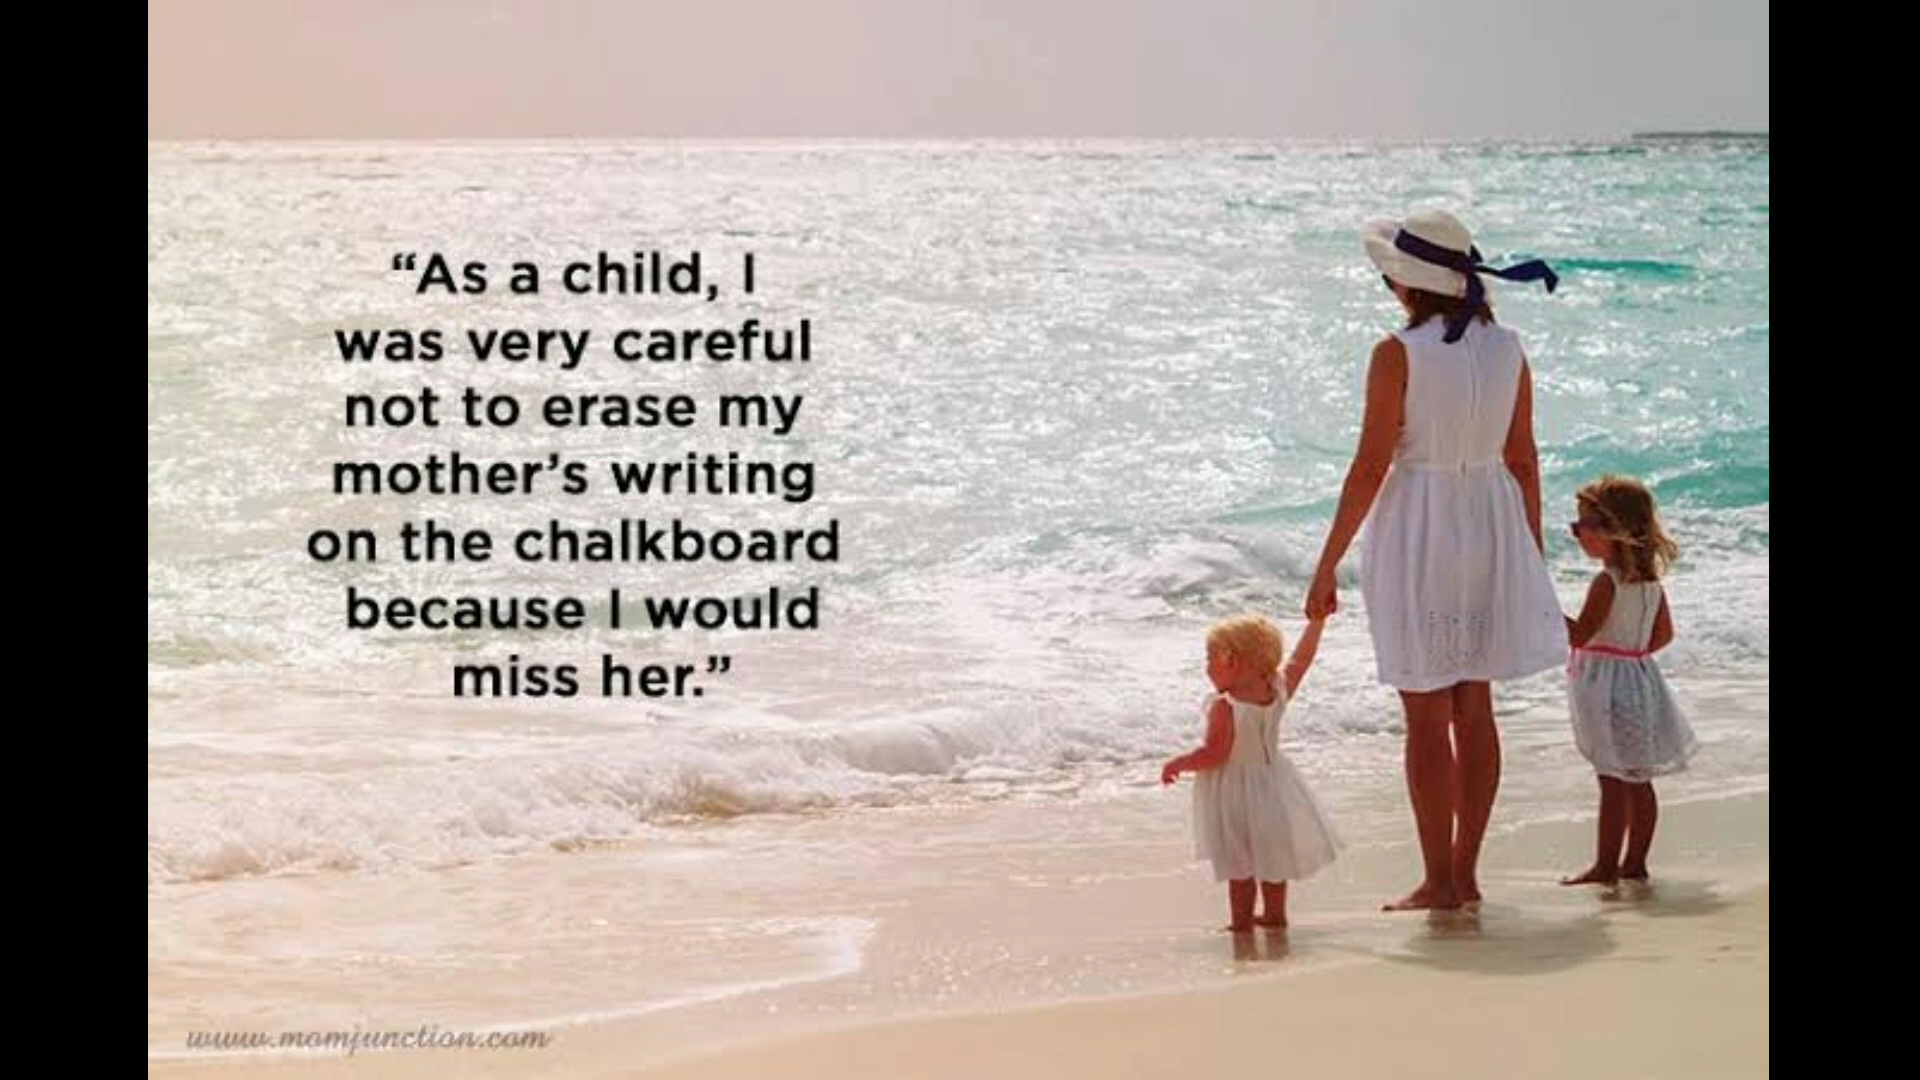 “As a child, I
was very careful
not to erase my
mother’s writing
on the chalkboard
because I would
miss her.”
www.momjunction.com